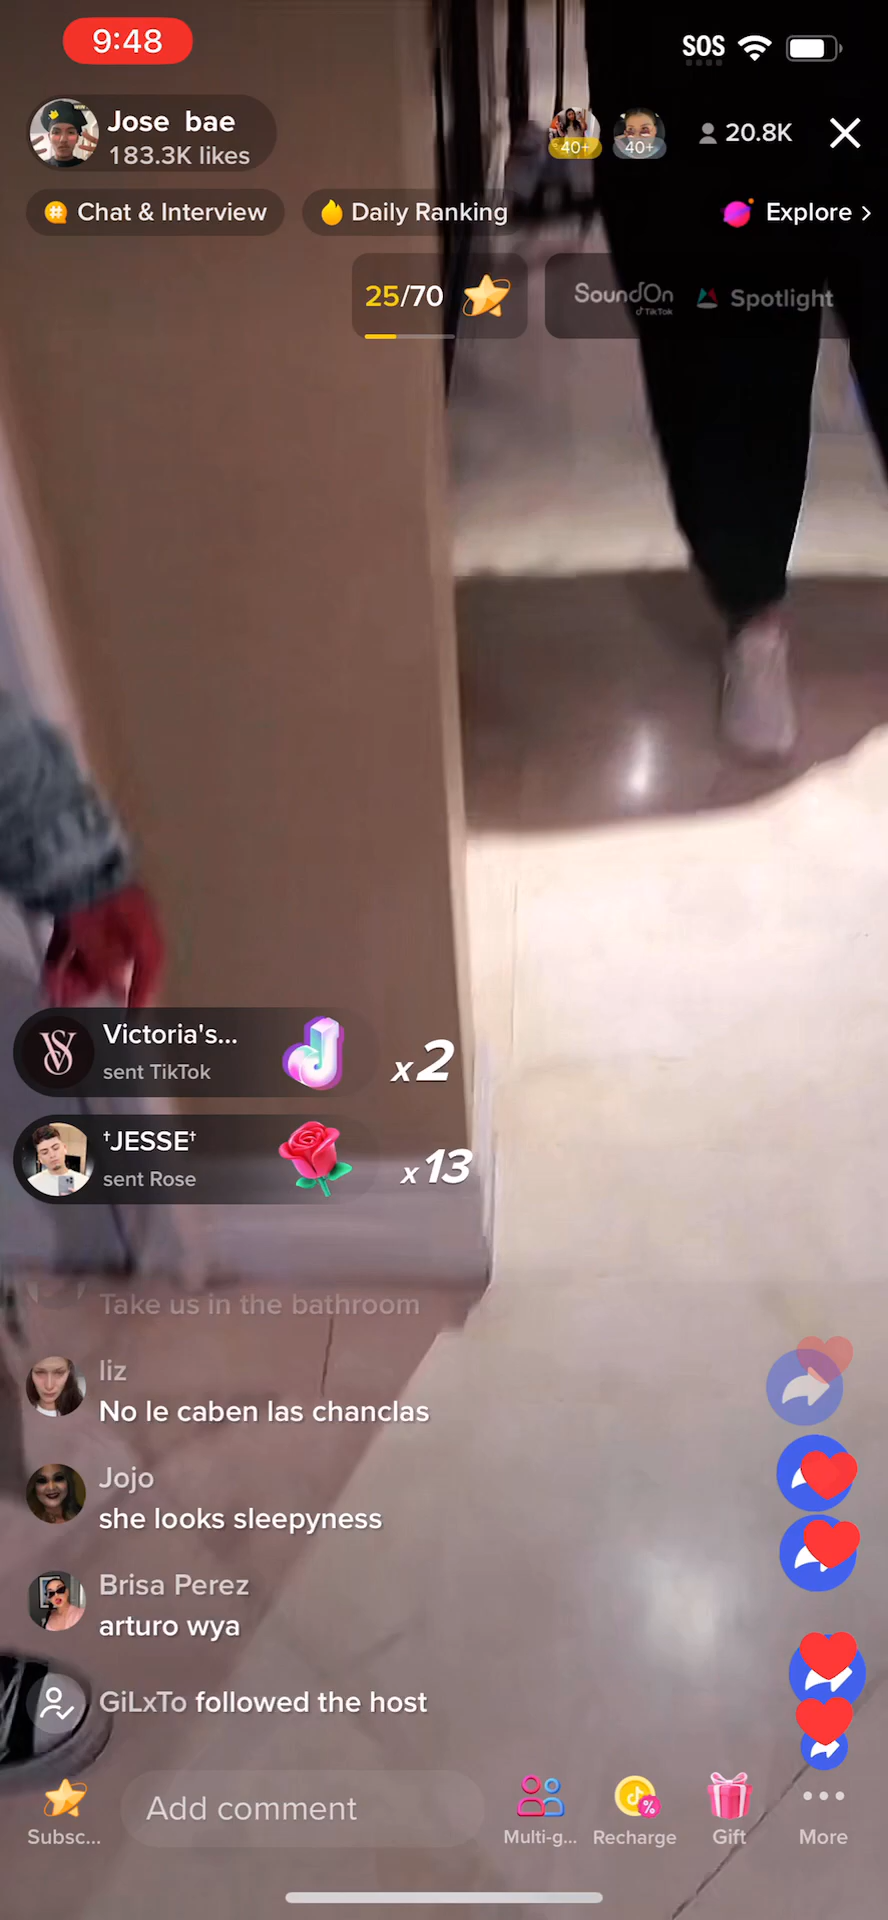 9:48
SOS
Jose bae
183.3K likes
40+
40+
20.8K
Chat & Interview
Daily Ranking
Explore >
25/70
SoundOn
TikTok
Spotlight
Victoria's...
sent TikTok
x2
†JESSE†
sent Rose
x13
Take us in the bathroom
liz
No le caben las chanclas
Jojo
she looks sleepyness
Brisa Perez
arturo wya
GiLxTo followed the host
Add comment
Subsc...
Multi-g...
Recharge
Gift
More